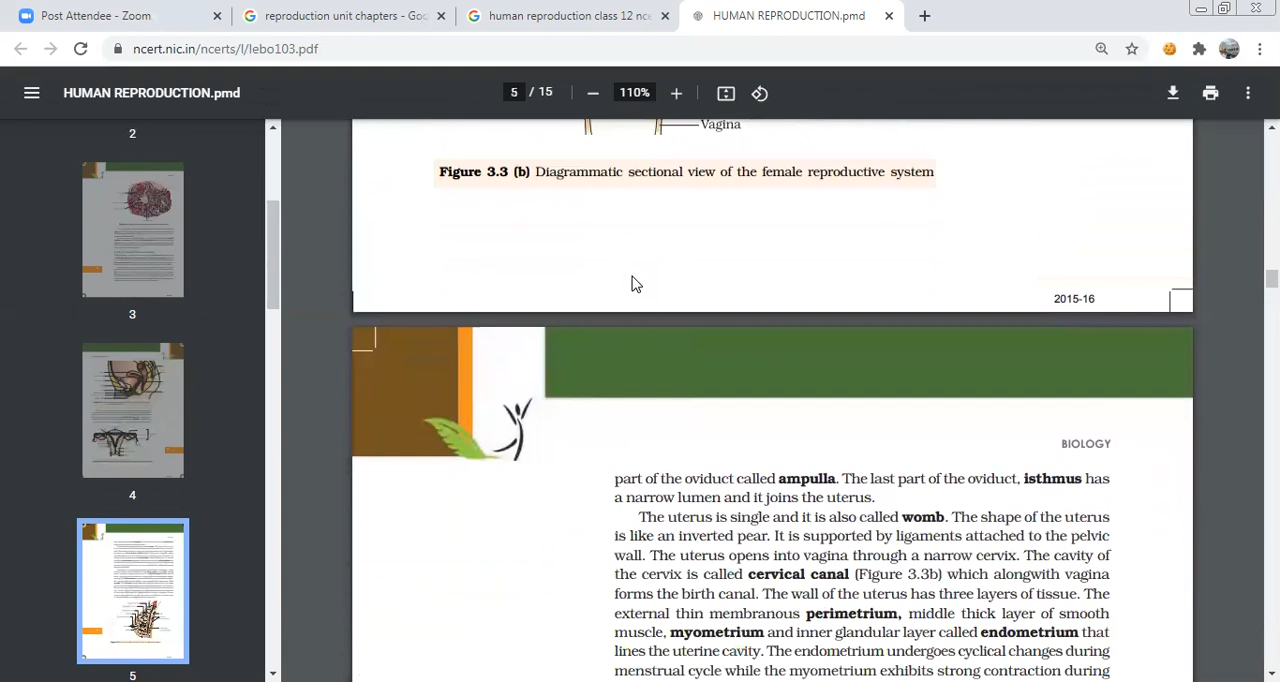 Post Attendee - Zoom
reproduction unit chapters - Goo
human reproduction class 12 nce
HUMAN REPRODUCTION.pmd
ncert.nic.in/ncerts/l/lebo103.pdf
HUMAN REPRODUCTION.pmd
5 / 15
110%
2
3
4
5
Vagina
Figure 3.3 (b) Diagrammatic sectional view of the female reproductive system
2015-16
BIOLOGY
part of the oviduct called ampulla. The last part of the oviduct, isthmus has
a narrow lumen and it joins the uterus.
The uterus is single and it is also called womb. The shape of the uterus
is like an inverted pear. It is supported by ligaments attached to the pelvic
wall. The uterus opens into vagina through a narrow cervix. The cavity of
the cervix is called cervical canal (Figure 3.3b) which alongwith vagina
forms the birth canal. The wall of the uterus has three layers of tissue. The
external thin membranous perimetrium, middle thick layer of smooth
muscle, myometrium and inner glandular layer called endometrium that
lines the uterine cavity. The endometrium undergoes cyclical changes during
menstrual cycle while the myometrium exhibits strong contraction during